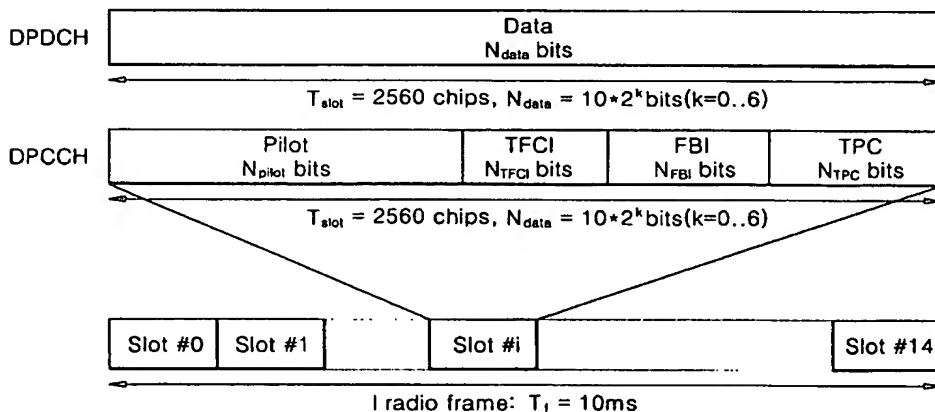 DPDCH
Data
N_data bits
T_slot = 2560 chips, N_data = 10*2^k bits(k=0..6)
DPCCH
Pilot
N_pilot bits
TFCI
N_TFCI bits
FBI
N_FBI bits
TPC
N_TPC bits
T_slot = 2560 chips, N_data = 10*2^k bits(k=0..6)
Slot #0
Slot #1
Slot #i
Slot #14
I radio frame: T_f = 10ms